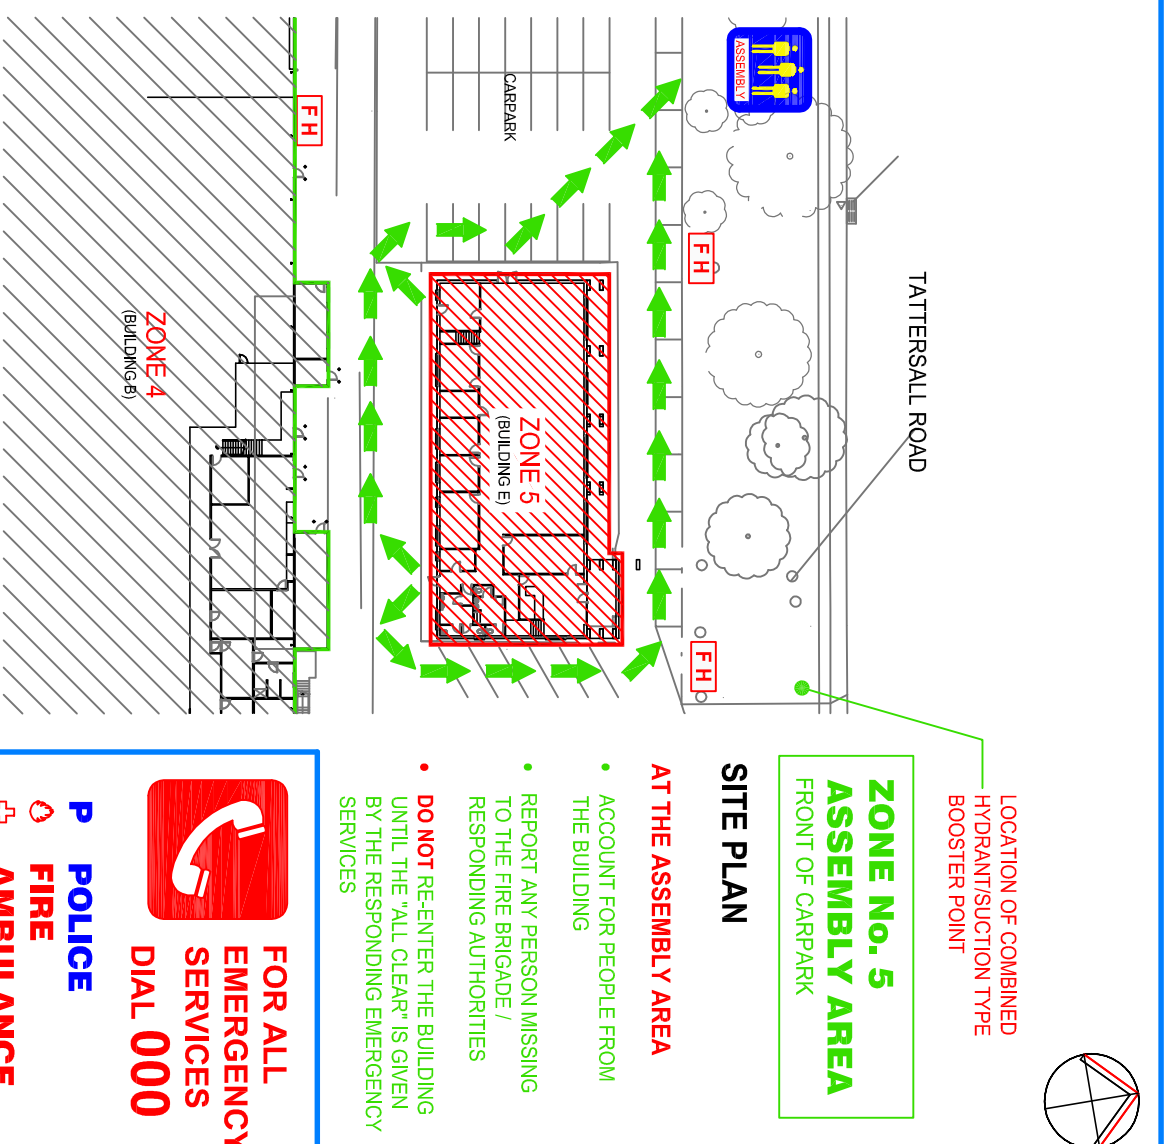 TATTERSALL ROAD
ASSEMBLY
F H
F H
F H
F H
CARPARK
ZONE 5
(BUILDING E)
ZONE 4
(BUILDING B)
LOCATION OF COMBINED
HYDRANT/SUCTION TYPE
BOOSTER POINT
ZONE No. 5
ASSEMBLY AREA
FRONT OF CARPARK
SITE PLAN
AT THE ASSEMBLY AREA
• ACCOUNT FOR PEOPLE FROM
THE BUILDING
• REPORT ANY PERSON MISSING
TO THE FIRE BRIGADE /
RESPONDING AUTHORITIES
• DO NOT RE-ENTER THE BUILDING
UNTIL THE "ALL CLEAR" IS GIVEN
BY THE RESPONDING EMERGENCY
SERVICES
FOR ALL
EMERGENCY
SERVICES
DIAL 000
P POLICE
FIRE
AMBULANCE